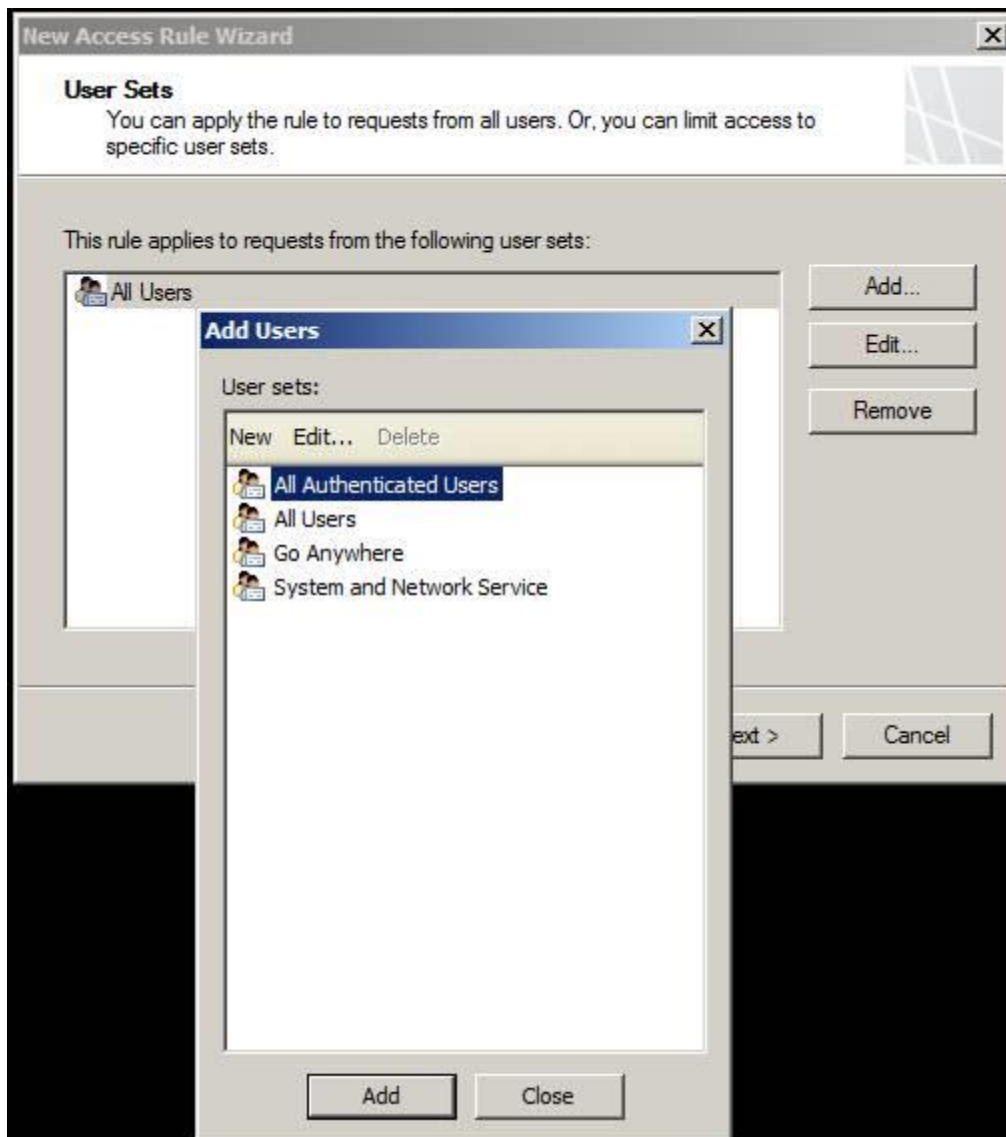 New Access Rule Wizard
User Sets
You can apply the rule to requests from all users. Or, you can limit access to
specific user sets.
This rule applies to requests from the following user sets:
All Users
Add...
Edit...
Remove
Add Users
User sets:
New Edit... Delete
All Authenticated Users
All Users
Go Anywhere
System and Network Service
ext >
Cancel
Add
Close